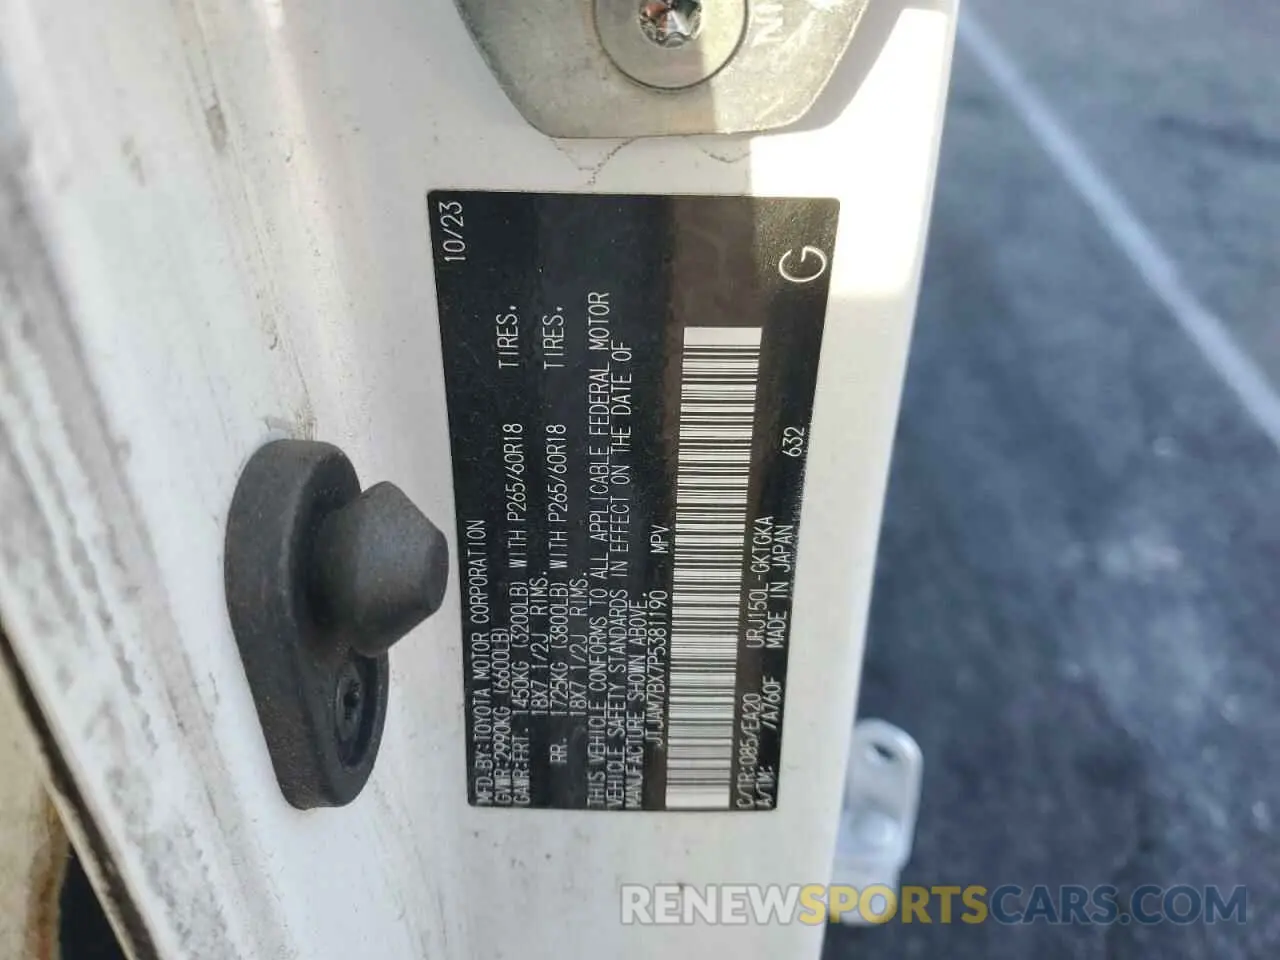 MFD.BY:TOYOTA MOTOR CORPORATION 10/23
GVWR:2990KG (6600LB)
GAWR:FRT. 1450KG (3200LB) WITH P265/60R18 TIRES.
18X7 1/2J RIMS.
RR. 1725KG (3800LB) WITH P265/60R18 TIRES.
18X7 1/2J RIMS.
THIS VEHICLE CONFORMS TO ALL APPLICABLE FEDERAL MOTOR
VEHICLE SAFETY STANDARDS IN EFFECT ON THE DATE OF
MANUFACTURE SHOWN ABOVE.
JTJAM7BX7P5381190 MPV
C/TR:085/EA20 URJ150L-GKTGKA
A/TM: /A760F MADE IN JAPAN 632
G
RENEWSPORTSCARS.COM